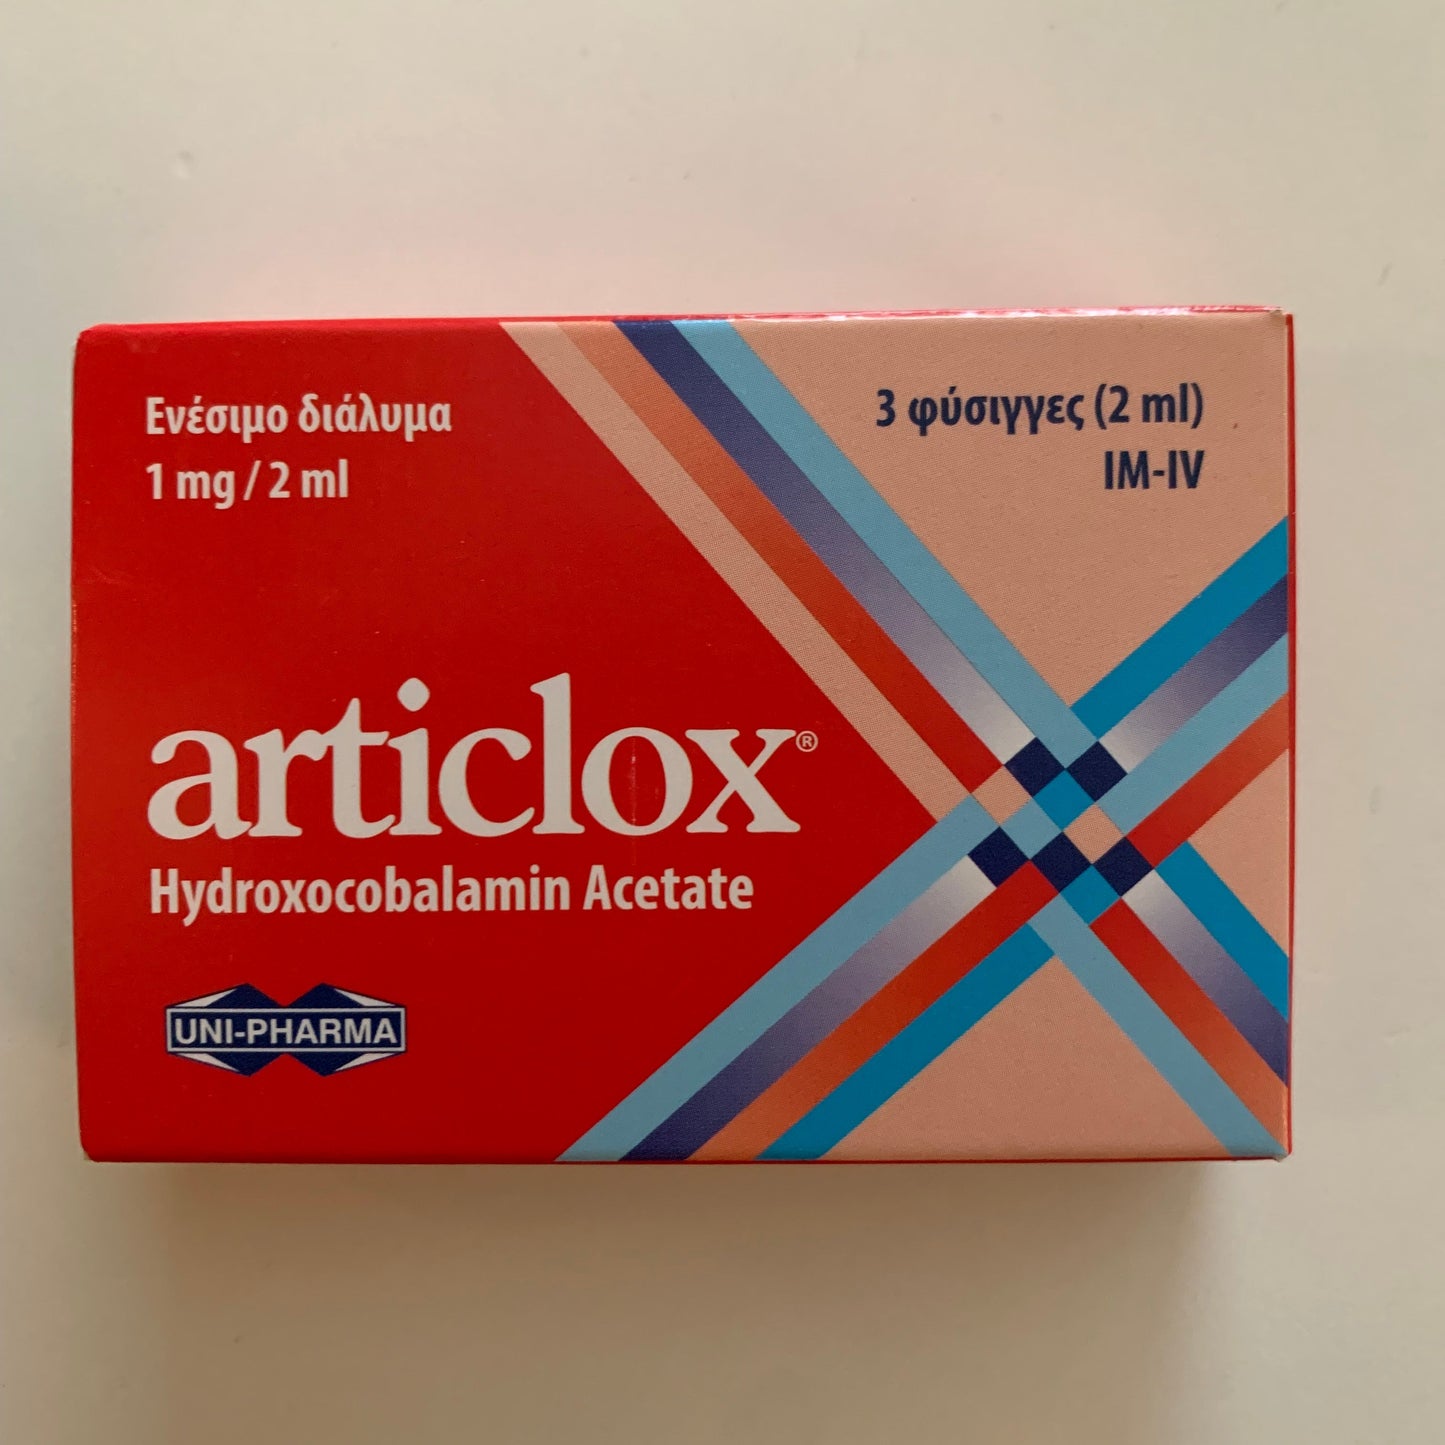 Ενέσιμο διάλυμα
1 mg / 2 ml
3 φύσιγγες (2 ml)
IM-IV
articlox®
Hydroxocobalamin Acetate
UNI-PHARMA